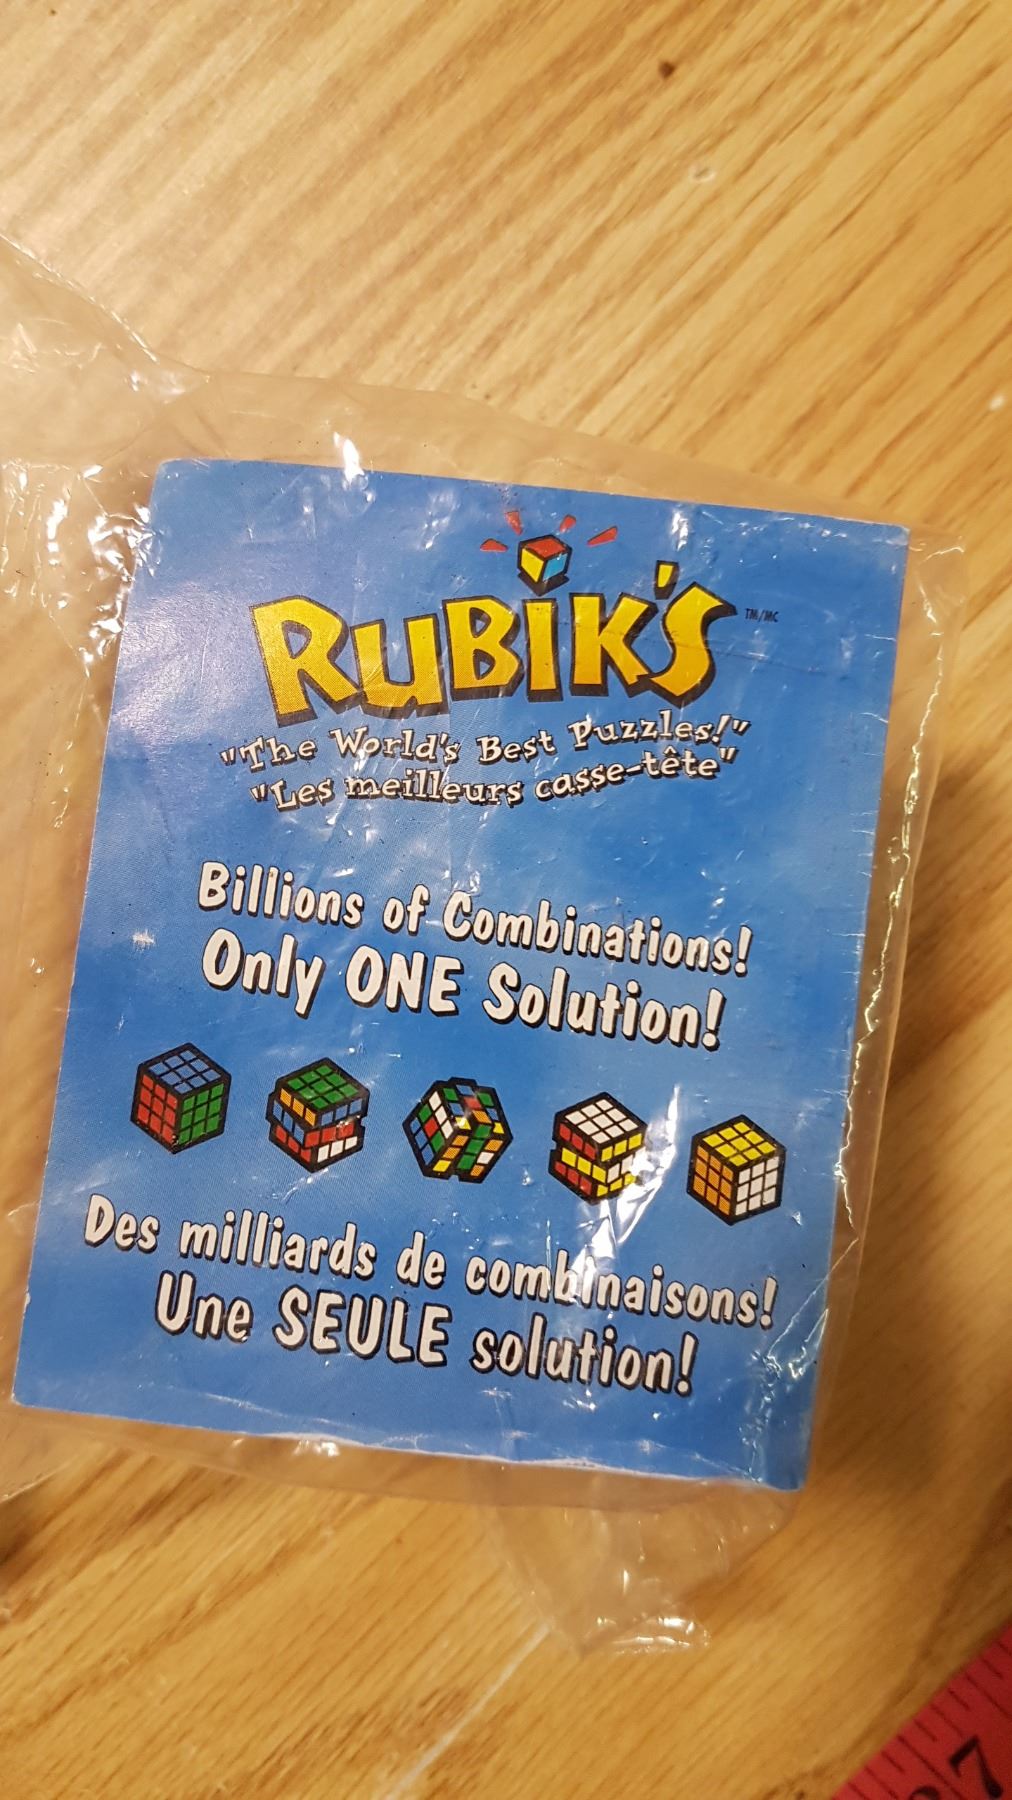 RUBIK'S TM/MC
"The World's Best Puzzles!"
"Les meilleurs casse-tête"
Billions of Combinations!
Only ONE Solution!
Des milliards de combinaisons!
Une SEULE solution!
7